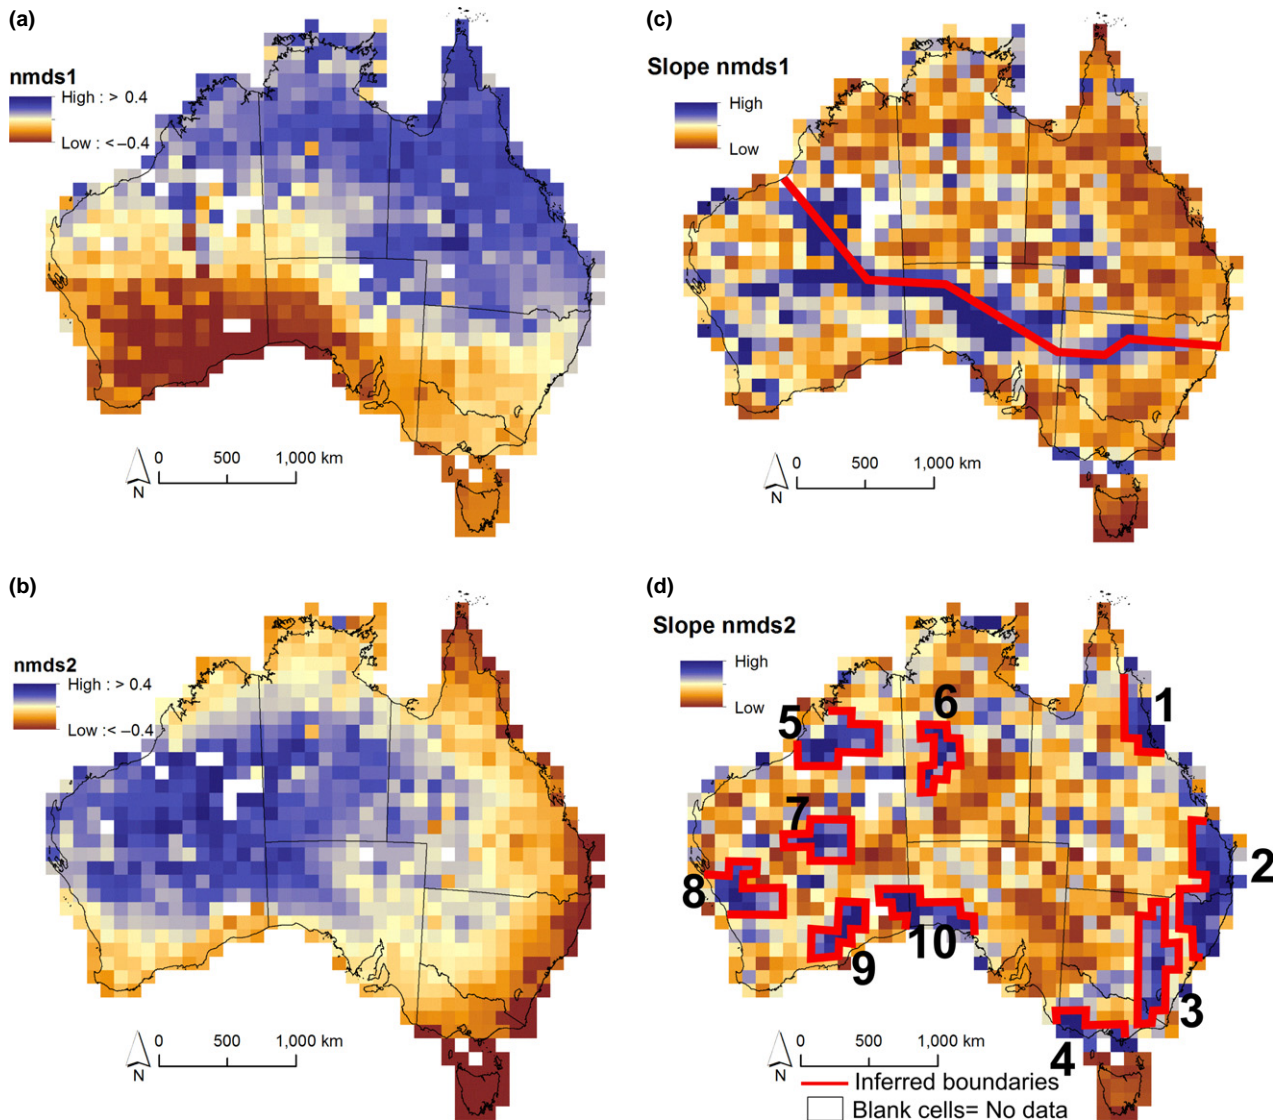 (a)
nmds1
High : > 0.4
Low : < −0.4
0 500 1,000 km
N
(c)
Slope nmds1
High
Low
0 500 1,000 km
N
(b)
nmds2
High : > 0.4
Low : < −0.4
0 500 1,000 km
N
(d)
Slope nmds2
High
Low
1
6
5
7
2
8
10
9
3
4
0 500 1,000 km
N
Inferred boundaries
Blank cells= No data